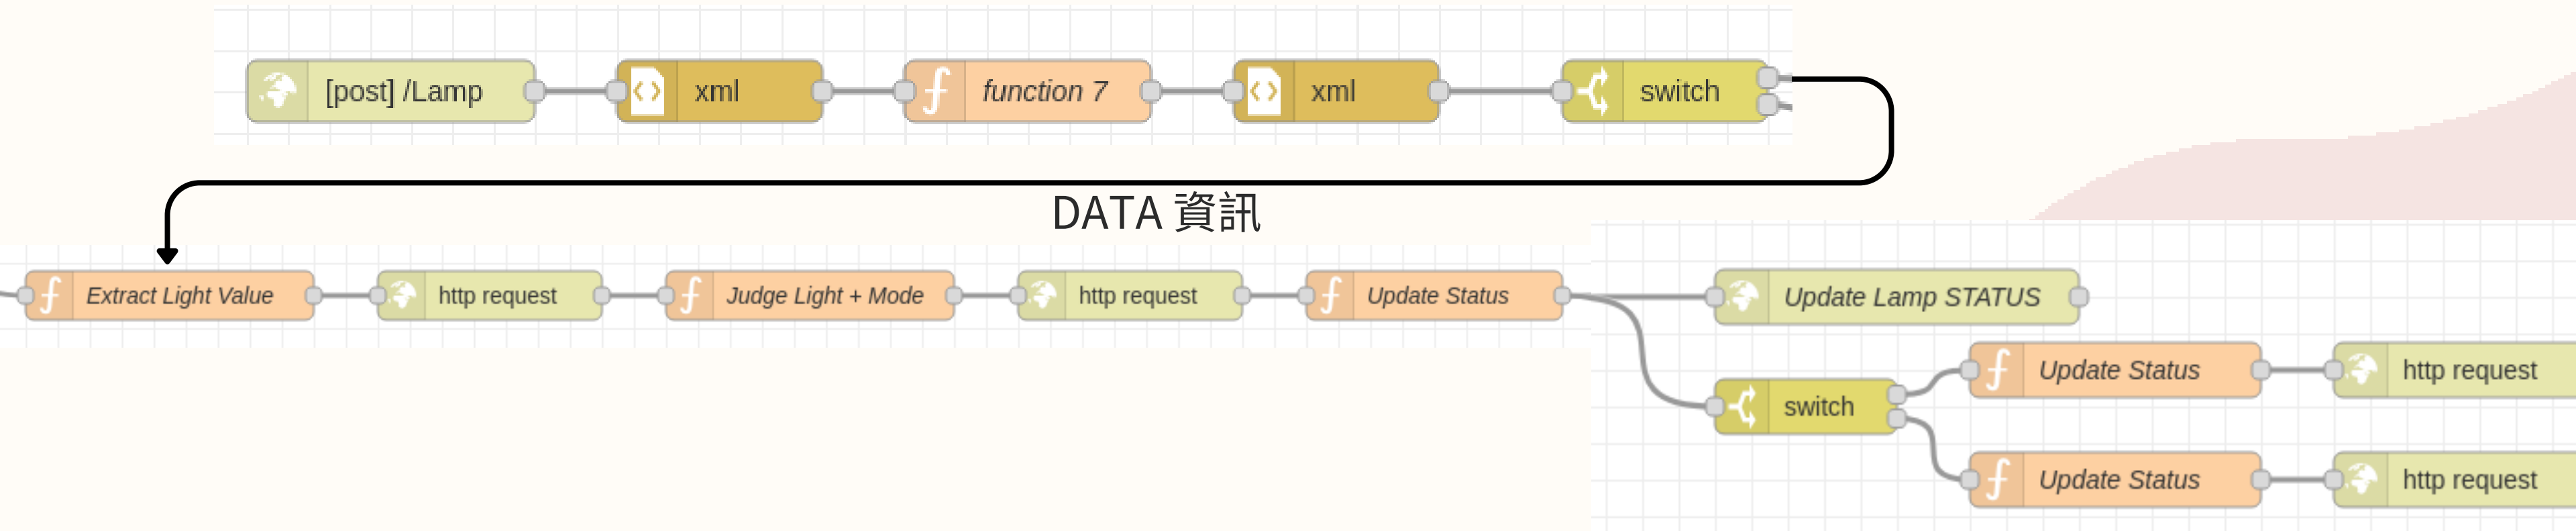 [post] /Lamp
xml
function 7
xml
switch
DATA 資訊
Extract Light Value
http request
Judge Light + Mode
http request
Update Status
Update Lamp STATUS
switch
Update Status
http request
Update Status
http request